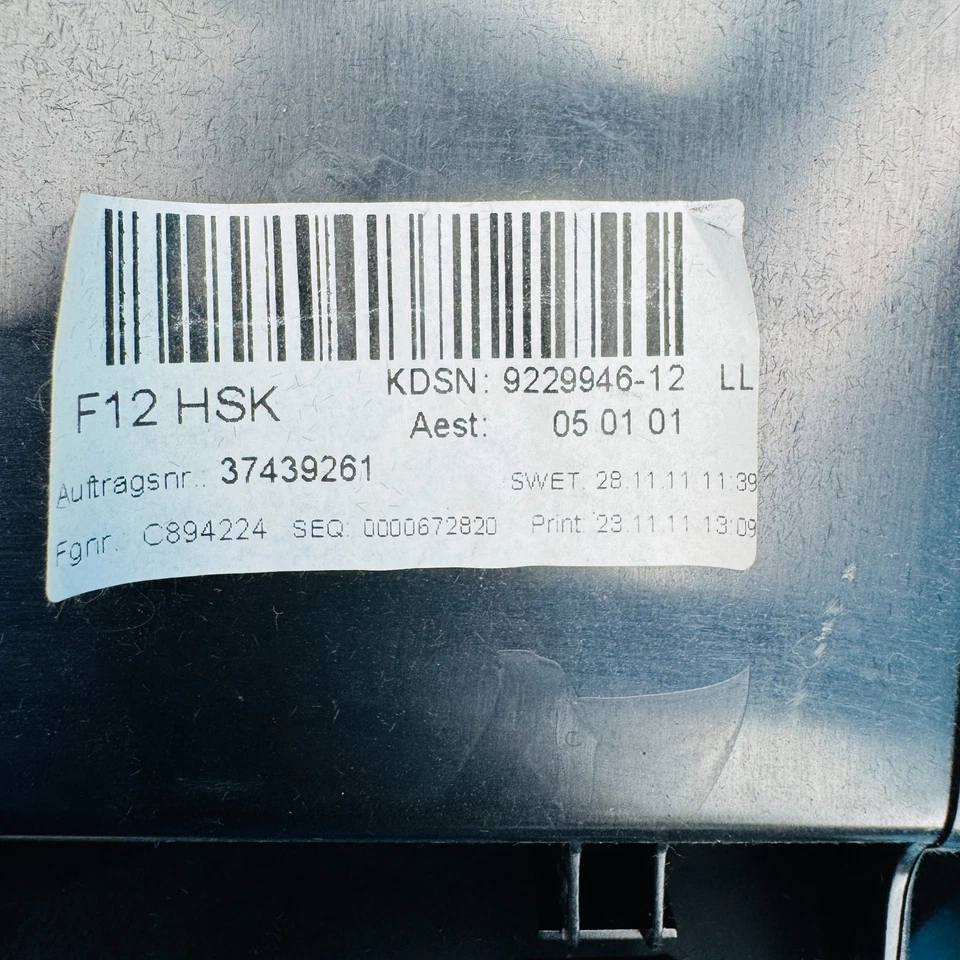 F12 HSK
KDSN: 9229946-12 LL
Aest: 05 01 01
Auftragsnr.: 37439261
SWET: 28.11.11 11:39
Fgnr.: C894224 SEQ: 0000672820 Print: 23.11.11 13:09
C